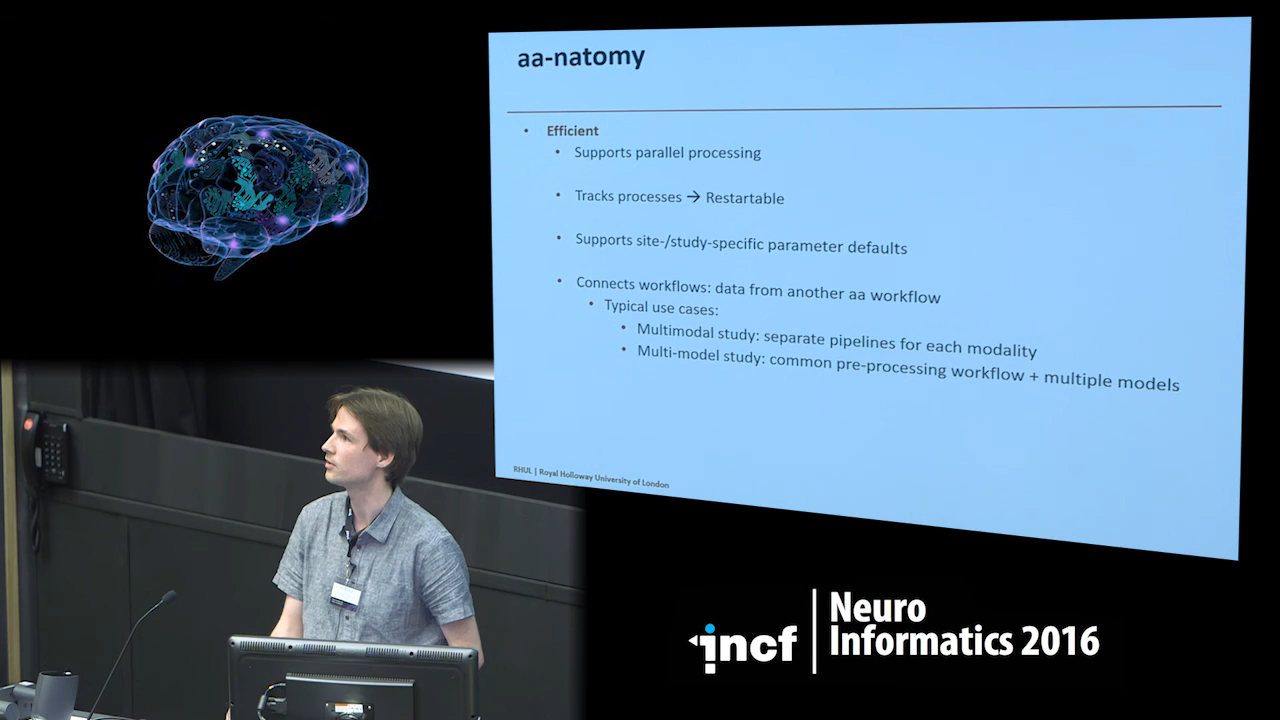 aa-natomy
• Efficient
• Supports parallel processing
• Tracks processes → Restartable
• Supports site-/study-specific parameter defaults
• Connects workflows: data from another aa workflow
• Typical use cases:
• Multimodal study: separate pipelines for each modality
• Multi-model study: common pre-processing workflow + multiple models
RHUL | Royal Holloway University of London
incf
Neuro
Informatics 2016